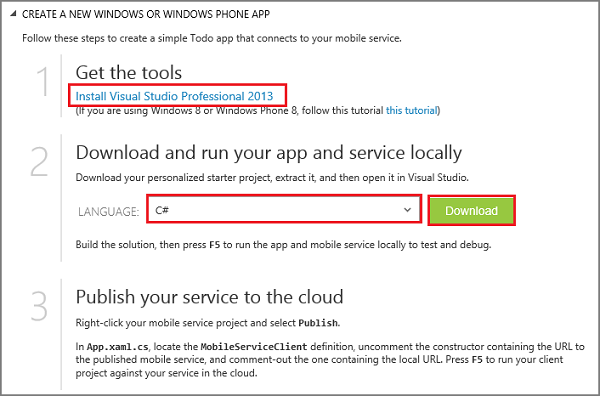 CREATE A NEW WINDOWS OR WINDOWS PHONE APP
Follow these steps to create a simple Todo app that connects to your mobile service.
1 Get the tools
Install Visual Studio Professional 2013
(If you are using Windows 8 or Windows Phone 8, follow this tutorial this tutorial)
2 Download and run your app and service locally
Download your personalized starter project, extract it, and then open it in Visual Studio.
LANGUAGE: C# Download
Build the solution, then press F5 to run the app and mobile service locally to test and debug.
3 Publish your service to the cloud
Right-click your mobile service project and select Publish.
In App.xaml.cs, locate the MobileServiceClient definition, uncomment the constructor containing the URL to
the published mobile service, and comment-out the one containing the local URL. Press F5 to run your client
project against your service in the cloud.